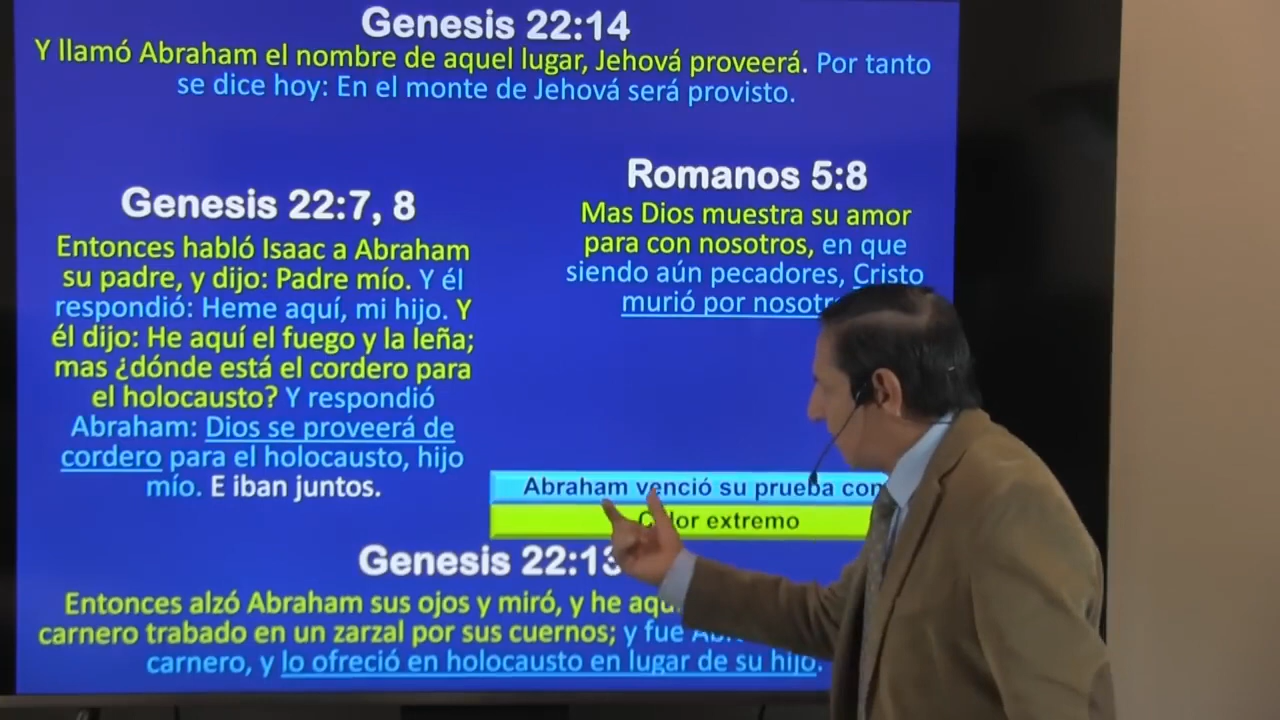 Genesis 22:14
Y llamó Abraham el nombre de aquel lugar, Jehová proveerá. Por tanto
se dice hoy: En el monte de Jehová será provisto.
Genesis 22:7, 8
Entonces habló Isaac a Abraham
su padre, y dijo: Padre mío. Y él
respondió: Heme aquí, mi hijo. Y
él dijo: He aquí el fuego y la leña;
mas ¿dónde está el cordero para
el holocausto? Y respondió
Abraham: Dios se proveerá de
cordero para el holocausto, hijo
mío. E iban juntos.
Romanos 5:8
Mas Dios muestra su amor
para con nosotros, en que
siendo aún pecadores, Cristo
murió por
Abraham venció su prueba con
extremo
Genesis 22:13
Entonces alzó Abraham sus ojos y miró, y he
carnero trabado en un zarzal por sus cuernos; y fue
carnero, y lo ofreció en holocausto en lugar de su hijo.